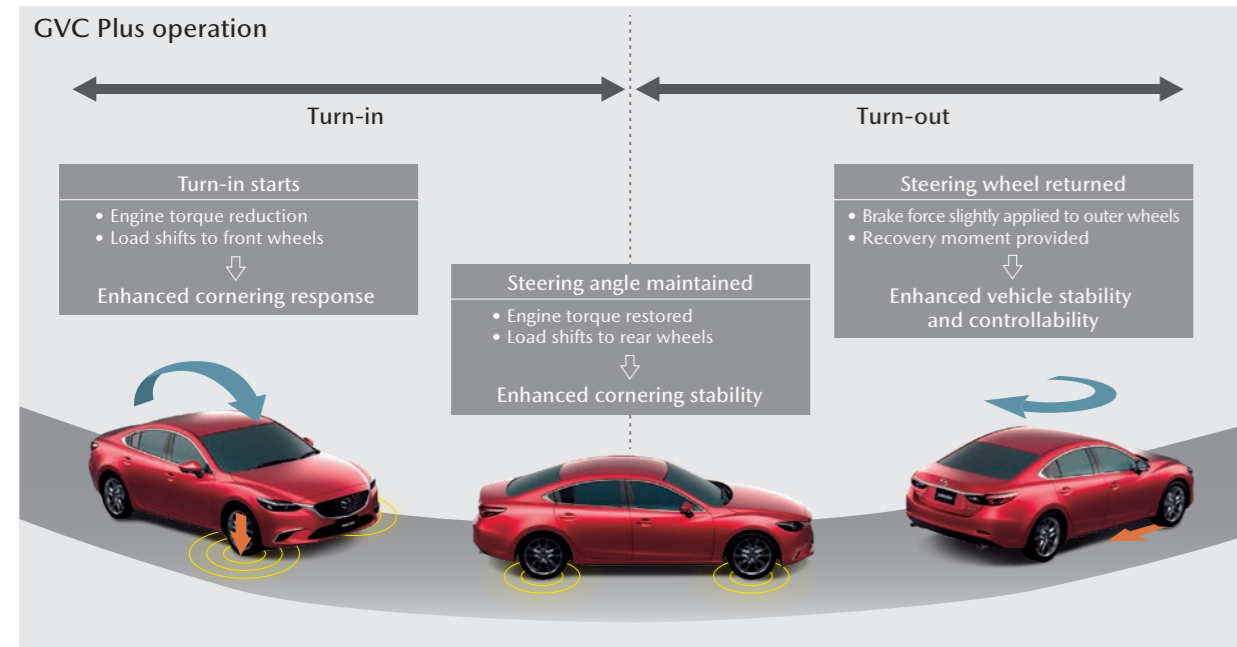 GVC Plus operation
Turn-in
Turn-out
Turn-in starts
• Engine torque reduction
• Load shifts to front wheels
Enhanced cornering response
Steering angle maintained
• Engine torque restored
• Load shifts to rear wheels
Enhanced cornering stability
Steering wheel returned
• Brake force slightly applied to outer wheels
• Recovery moment provided
Enhanced vehicle stability
and controllability